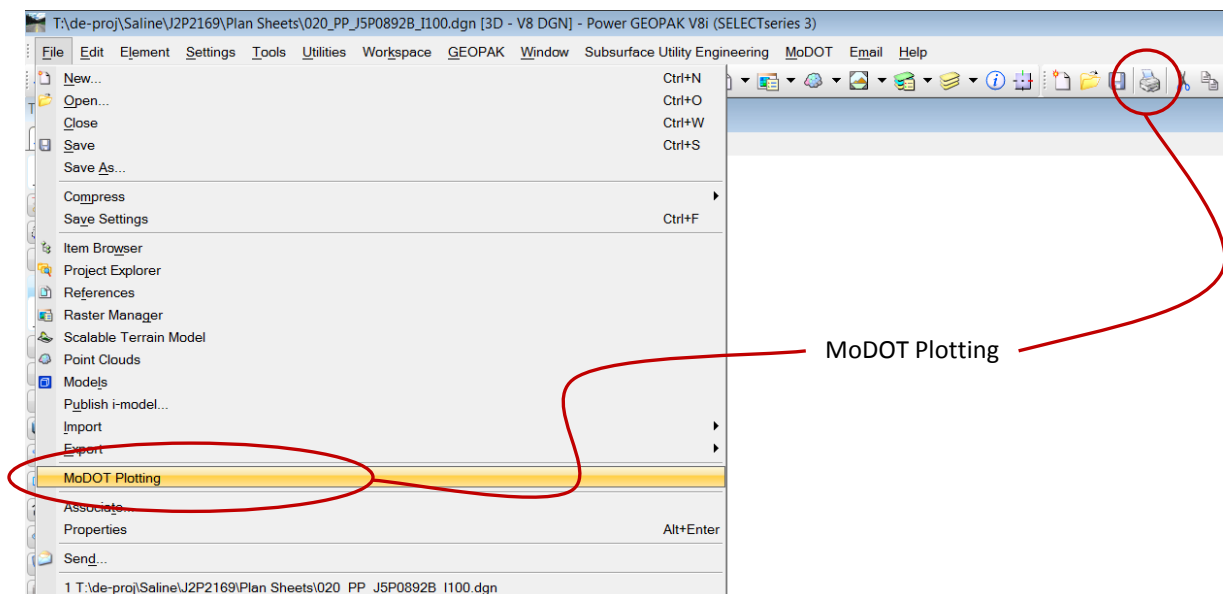 T:\de-proj\Saline\J2P2169\Plan Sheets\020_PP_J5P0892B_I100.dgn [3D - V8 DGN] - Power GEOPAK V8i (SELECTseries 3)
File Edit Element Settings Tools Utilities Workspace GEOPAK Window Subsurface Utility Engineering MoDOT Email Help
New... Ctrl+N
Open... Ctrl+O
Close Ctrl+W
Save Ctrl+S
Save As...
Compress
Save Settings Ctrl+F
Item Browser
Project Explorer
References
Raster Manager
Scalable Terrain Model
Point Clouds
MoDOT Plotting
Models
Publish i-model...
Import
Export
MoDOT Plotting
Associate...
Properties Alt+Enter
Send...
1 T:\de-proj\Saline\J2P2169\Plan Sheets\020_PP_J5P0892B_I100.dgn